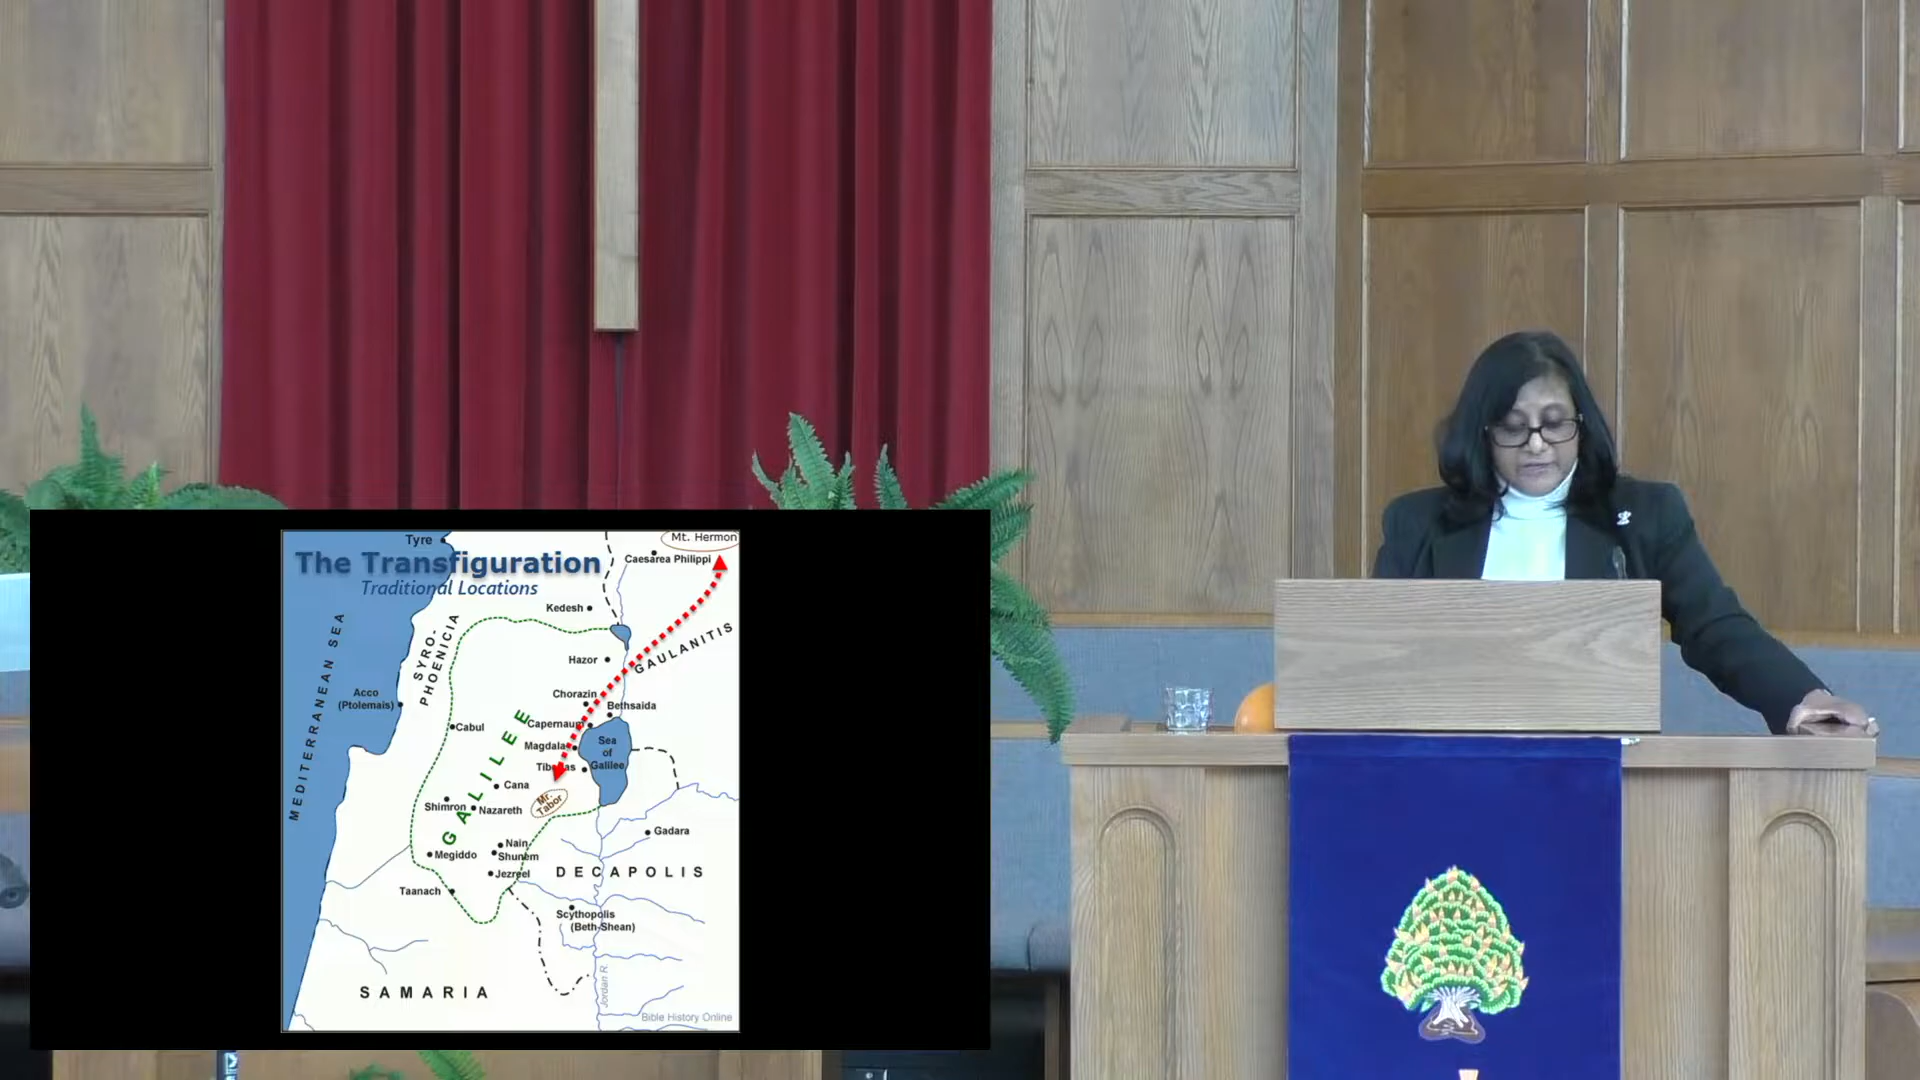 Tyre
Mt. Hermon
The Transfiguration
Caesarea Philippi
Traditional Locations
Kedesh
MEDITERRANEAN SEA
SYRO-
PHOENICIA
GAULANITIS
Hazor
Acco
(Ptolemais)
Chorazin
Bethsaida
Cabul
Capernaum
GALILEE
Magdala
Sea
of
Galilee
Tiberias
Cana
Mt.
Tabor
Shimron
Nazareth
Gadara
Nain
Shunem
Megiddo
Jezreel
DECAPOLIS
Taanach
Scythopolis
(Beth-Shean)
Jordan R.
SAMARIA
Bible History Online